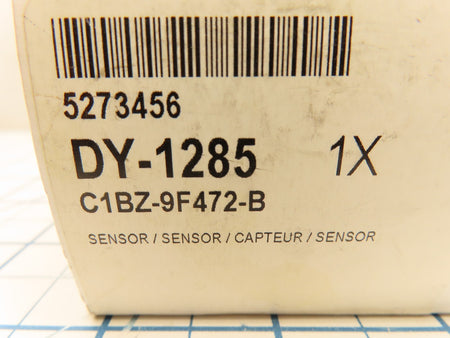 5273456
DY-1285 1X
C1BZ-9F472-B
SENSOR / SENSOR / CAPTEUR / SENSOR